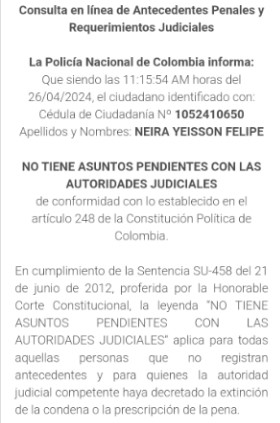 Consulta en línea de Antecedentes Penales y
Requerimientos Judiciales
La Policía Nacional de Colombia informa:
Que siendo las 11:15:54 AM horas del
26/04/2024, el ciudadano identificado con:
Cédula de Ciudadanía Nº 1052410650
Apellidos y Nombres: NEIRA YEISSON FELIPE
NO TIENE ASUNTOS PENDIENTES CON LAS
AUTORIDADES JUDICIALES
de conformidad con lo establecido en el
artículo 248 de la Constitución Política de
Colombia.
En cumplimiento de la Sentencia SU-458 del 21
de junio de 2012, proferida por la Honorable
Corte Constitucional, la leyenda "NO TIENE
ASUNTOS PENDIENTES CON LAS
AUTORIDADES JUDICIALES" aplica para todas
aquellas personas que no registran
antecedentes y para quienes la autoridad
judicial competente haya decretado la extinción
de la condena o la prescripción de la pena.